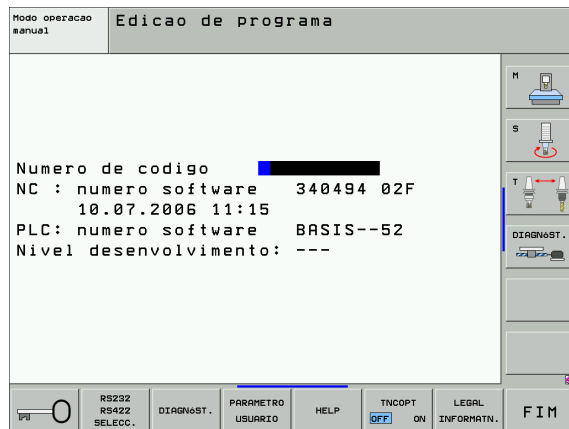 Modo operacao
manual
Edicao de programa
M
S
T
DIAGNóST.
Numero de codigo
NC : numero software 340494 02F
10.07.2006 11:15
PLC: numero software BASIS--52
Nivel desenvolvimento: ---
RS232
RS422
SELECC.
DIAGNóST.
PARAMETRO
USUARIO
HELP
TNCOPT
OFF ON
LEGAL
INFORMATN.
FIM